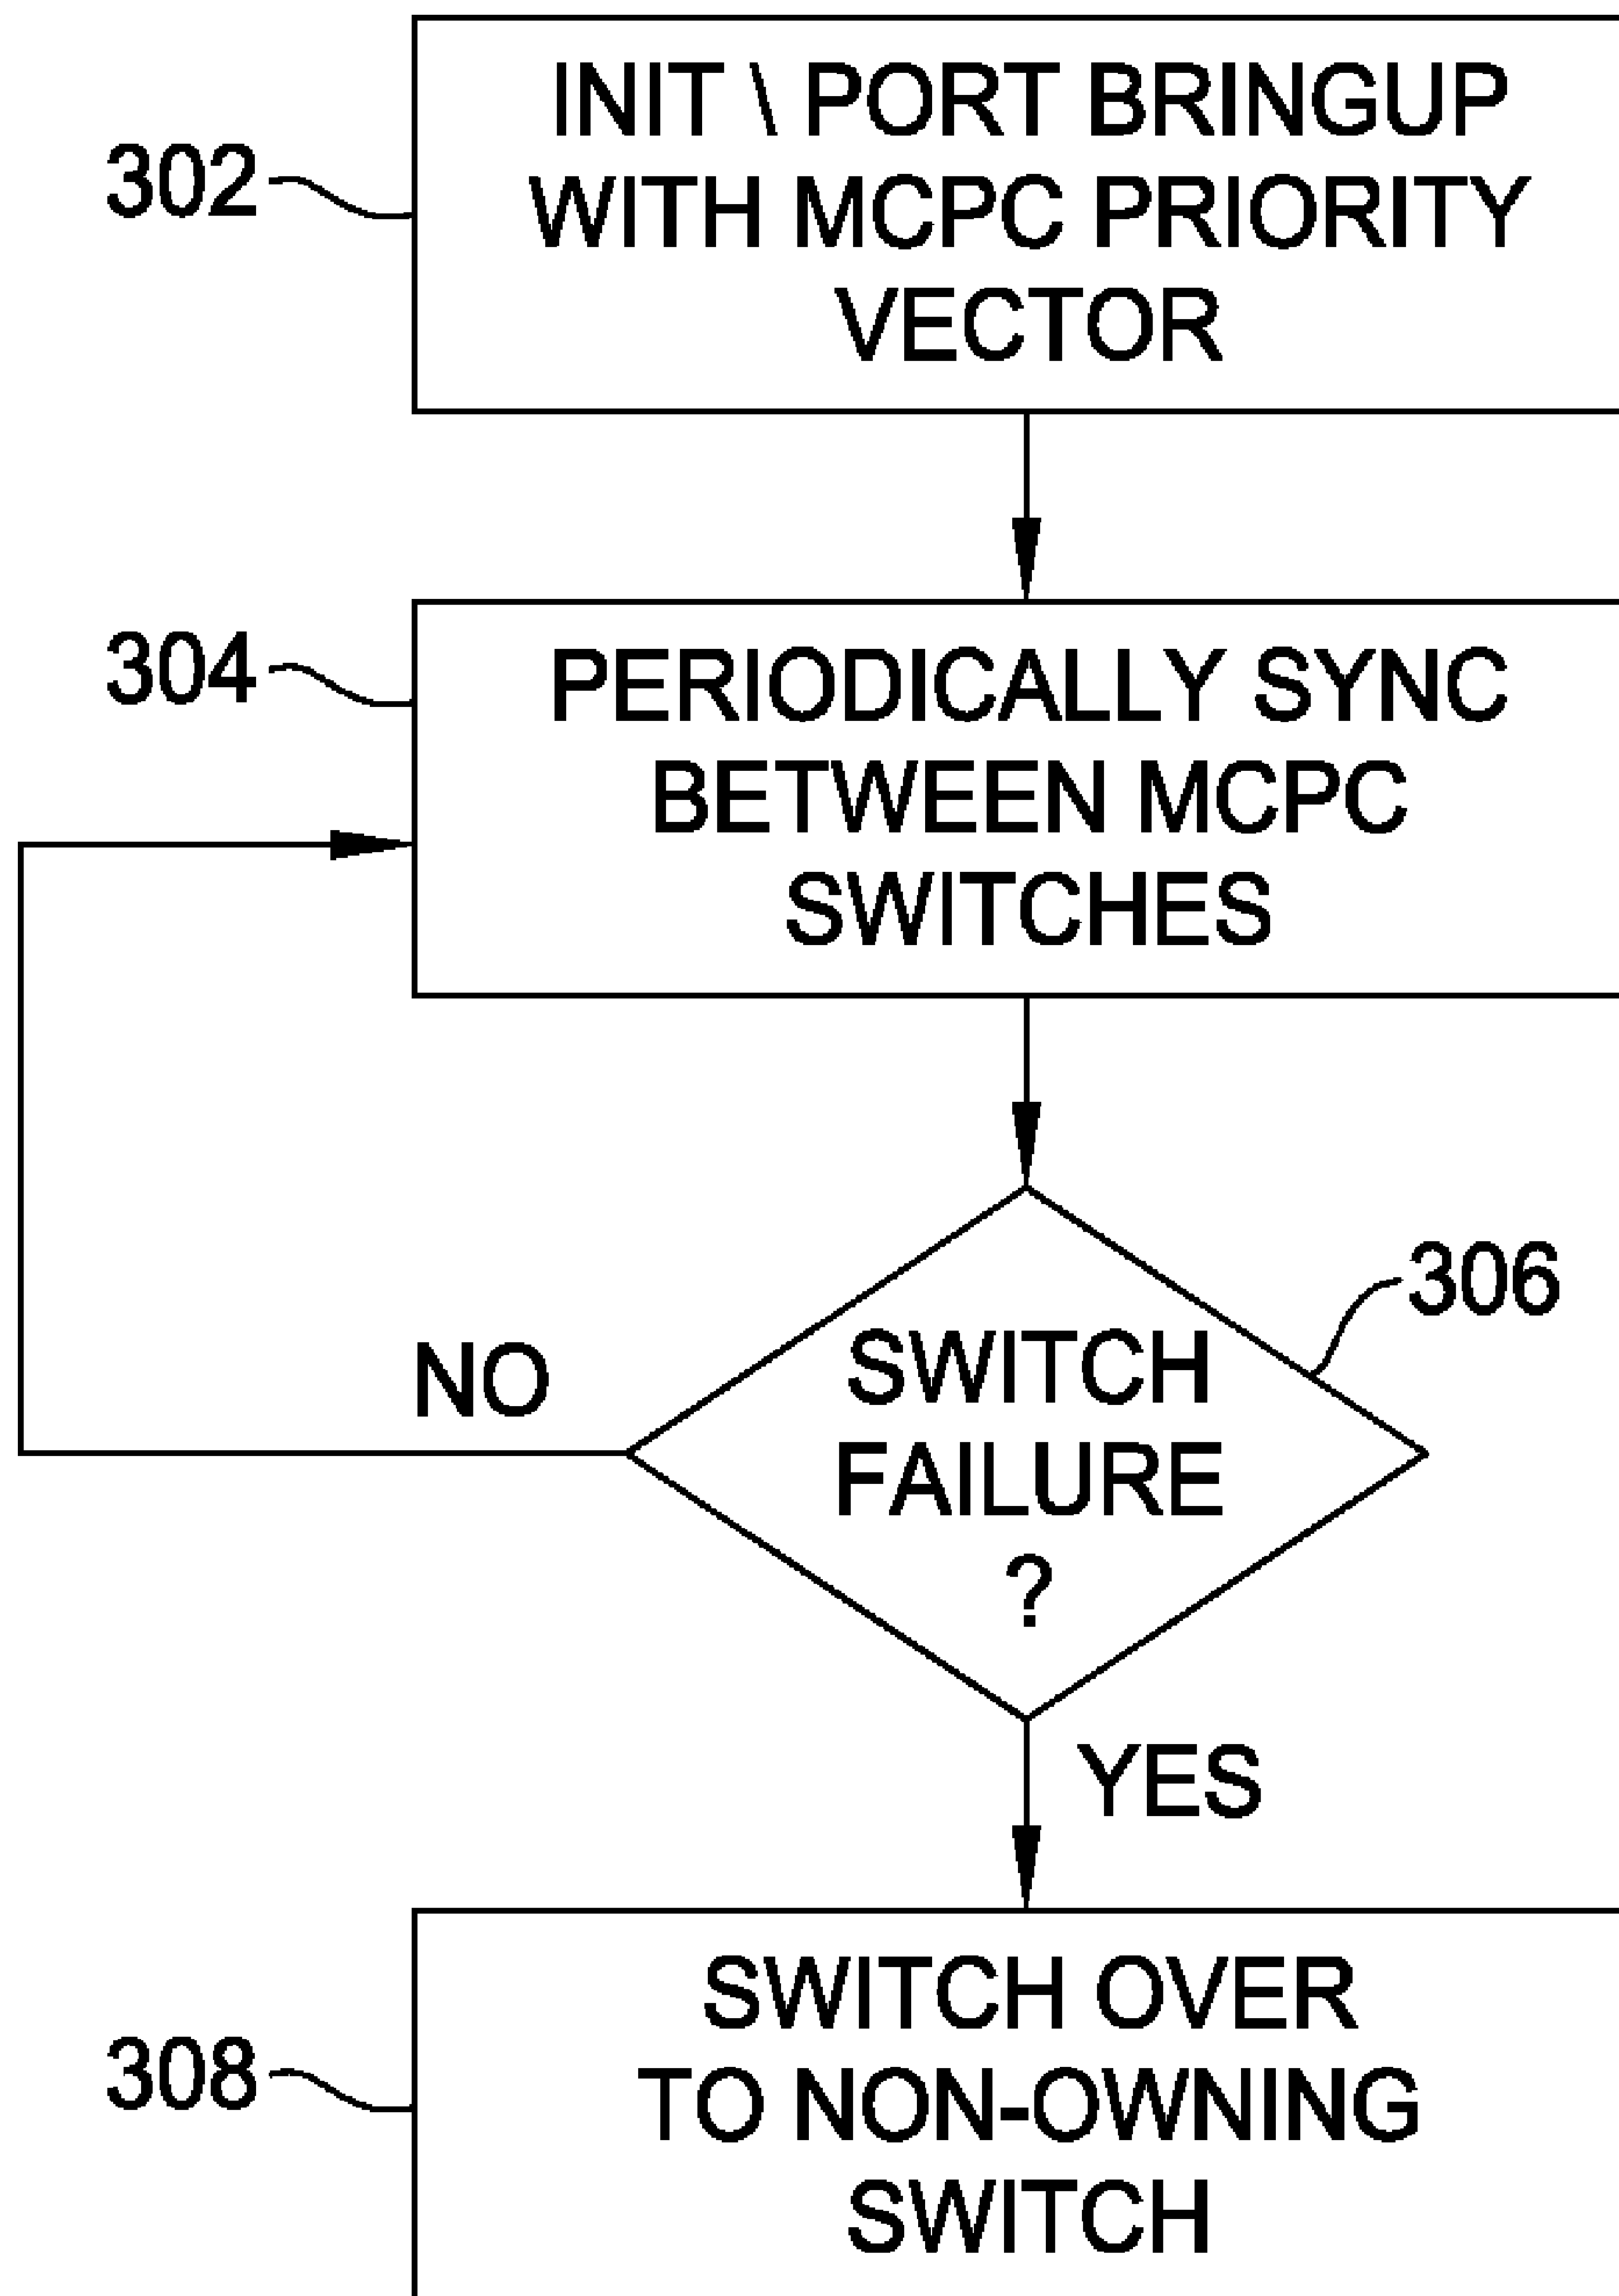 302
INIT \ PORT BRINGUP
WITH MCPC PRIORITY
VECTOR
304
PERIODICALLY SYNC
BETWEEN MCPC
SWITCHES
306
SWITCH
FAILURE
?
NO
YES
308
SWITCH OVER
TO NON-OWNING
SWITCH